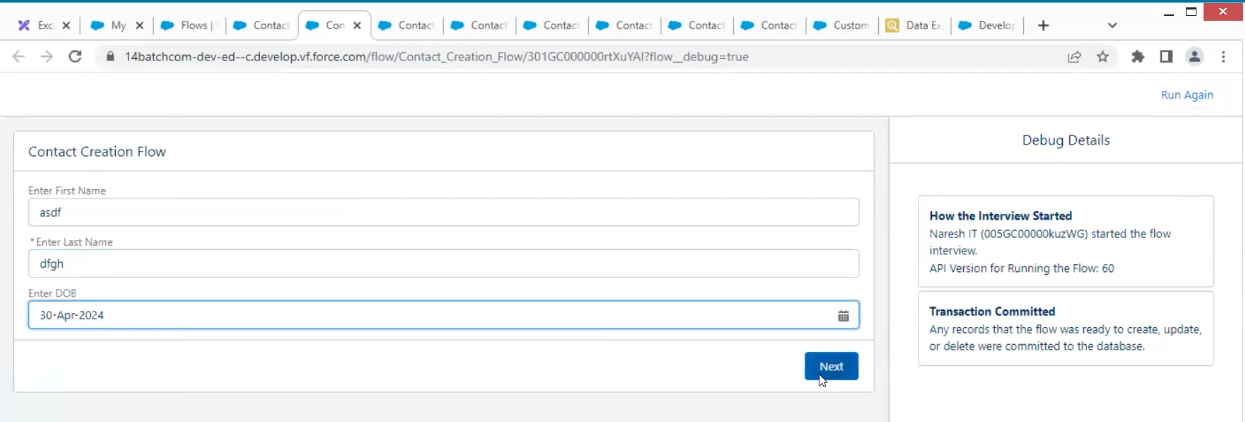 Exc
My
Flows |
Contact
Con
Contact
Contact
Contact
Contact
Contact
Contact
Custom
Data Ex
Develop
14batchcom-dev-ed--c.develop.vf.force.com/flow/Contact_Creation_Flow/301GC000000rtXuYAI?flow__debug=true
Run Again
Contact Creation Flow
Enter First Name
asdf
*Enter Last Name
dfgh
Enter DOB
30-Apr-2024
Next
Debug Details
How the Interview Started
Naresh IT (005GC00000kuzWG) started the flow
interview.
API Version for Running the Flow: 60
Transaction Committed
Any records that the flow was ready to create, update,
or delete were committed to the database.